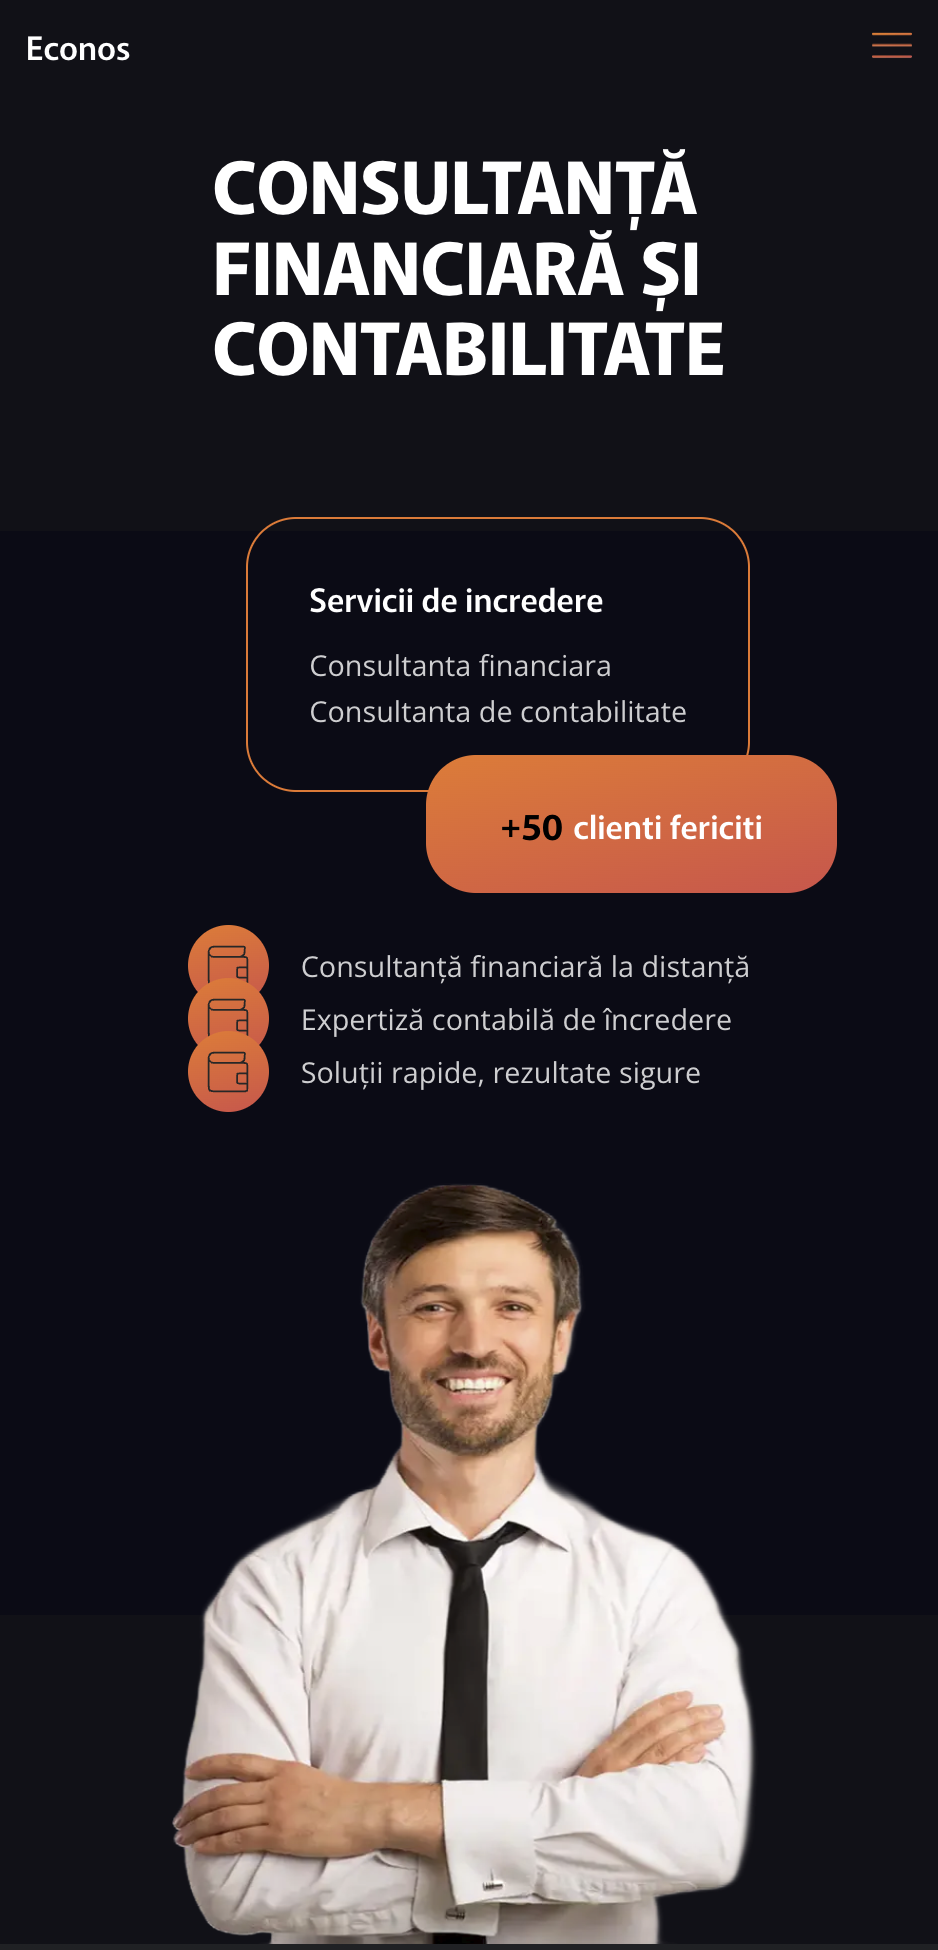 Econos
CONSULTANȚĂ
FINANCIARĂ ȘI
CONTABILITATE
Servicii de incredere
Consultanta financiara
Consultanta de contabilitate
+50 clienti fericiti
Consultanță financiară la distanță
Expertiză contabilă de încredere
Soluții rapide, rezultate sigure